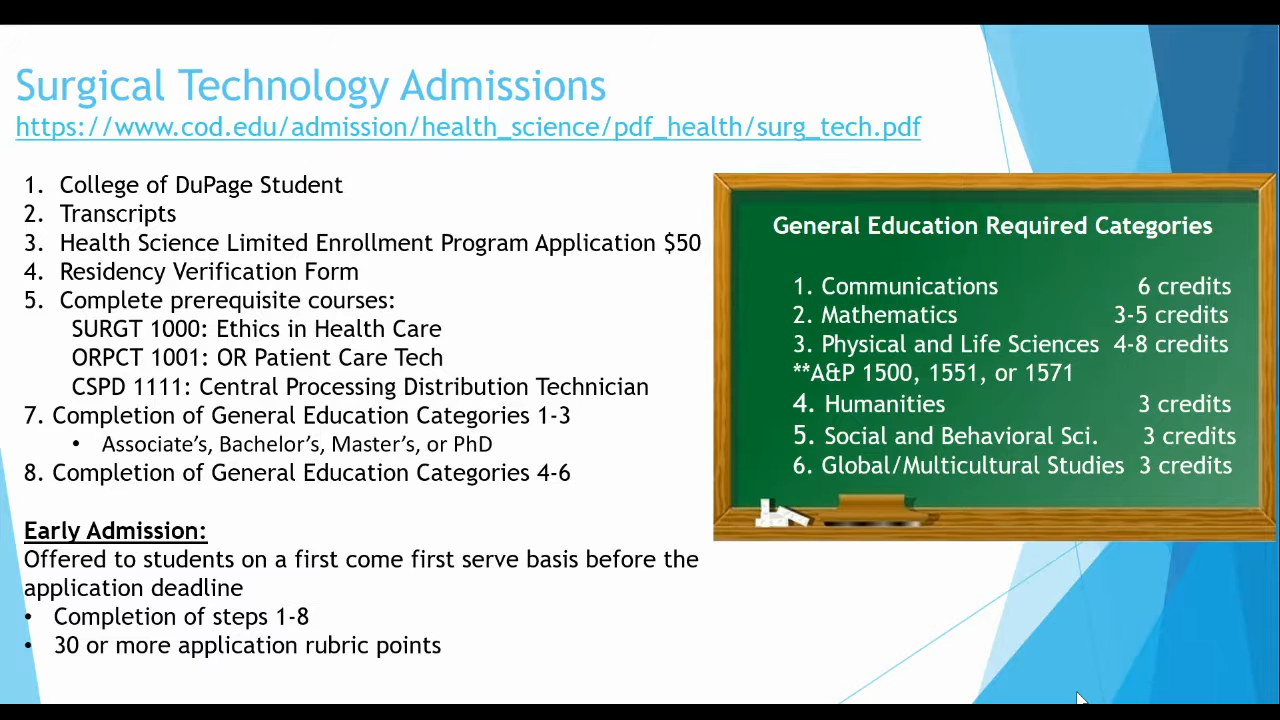 Surgical Technology Admissions
https://www.cod.edu/admission/health_science/pdf_health/surg_tech.pdf
1. College of DuPage Student
2. Transcripts
3. Health Science Limited Enrollment Program Application $50
4. Residency Verification Form
5. Complete prerequisite courses:
SURGT 1000: Ethics in Health Care
ORPCT 1001: OR Patient Care Tech
CSPD 1111: Central Processing Distribution Technician
7. Completion of General Education Categories 1-3
• Associate’s, Bachelor’s, Master’s, or PhD
8. Completion of General Education Categories 4-6
Early Admission:
Offered to students on a first come first serve basis before the
application deadline
• Completion of steps 1-8
• 30 or more application rubric points
General Education Required Categories
1. Communications 6 credits
2. Mathematics 3-5 credits
3. Physical and Life Sciences 4-8 credits
**A&P 1500, 1551, or 1571
4. Humanities 3 credits
5. Social and Behavioral Sci. 3 credits
6. Global/Multicultural Studies 3 credits